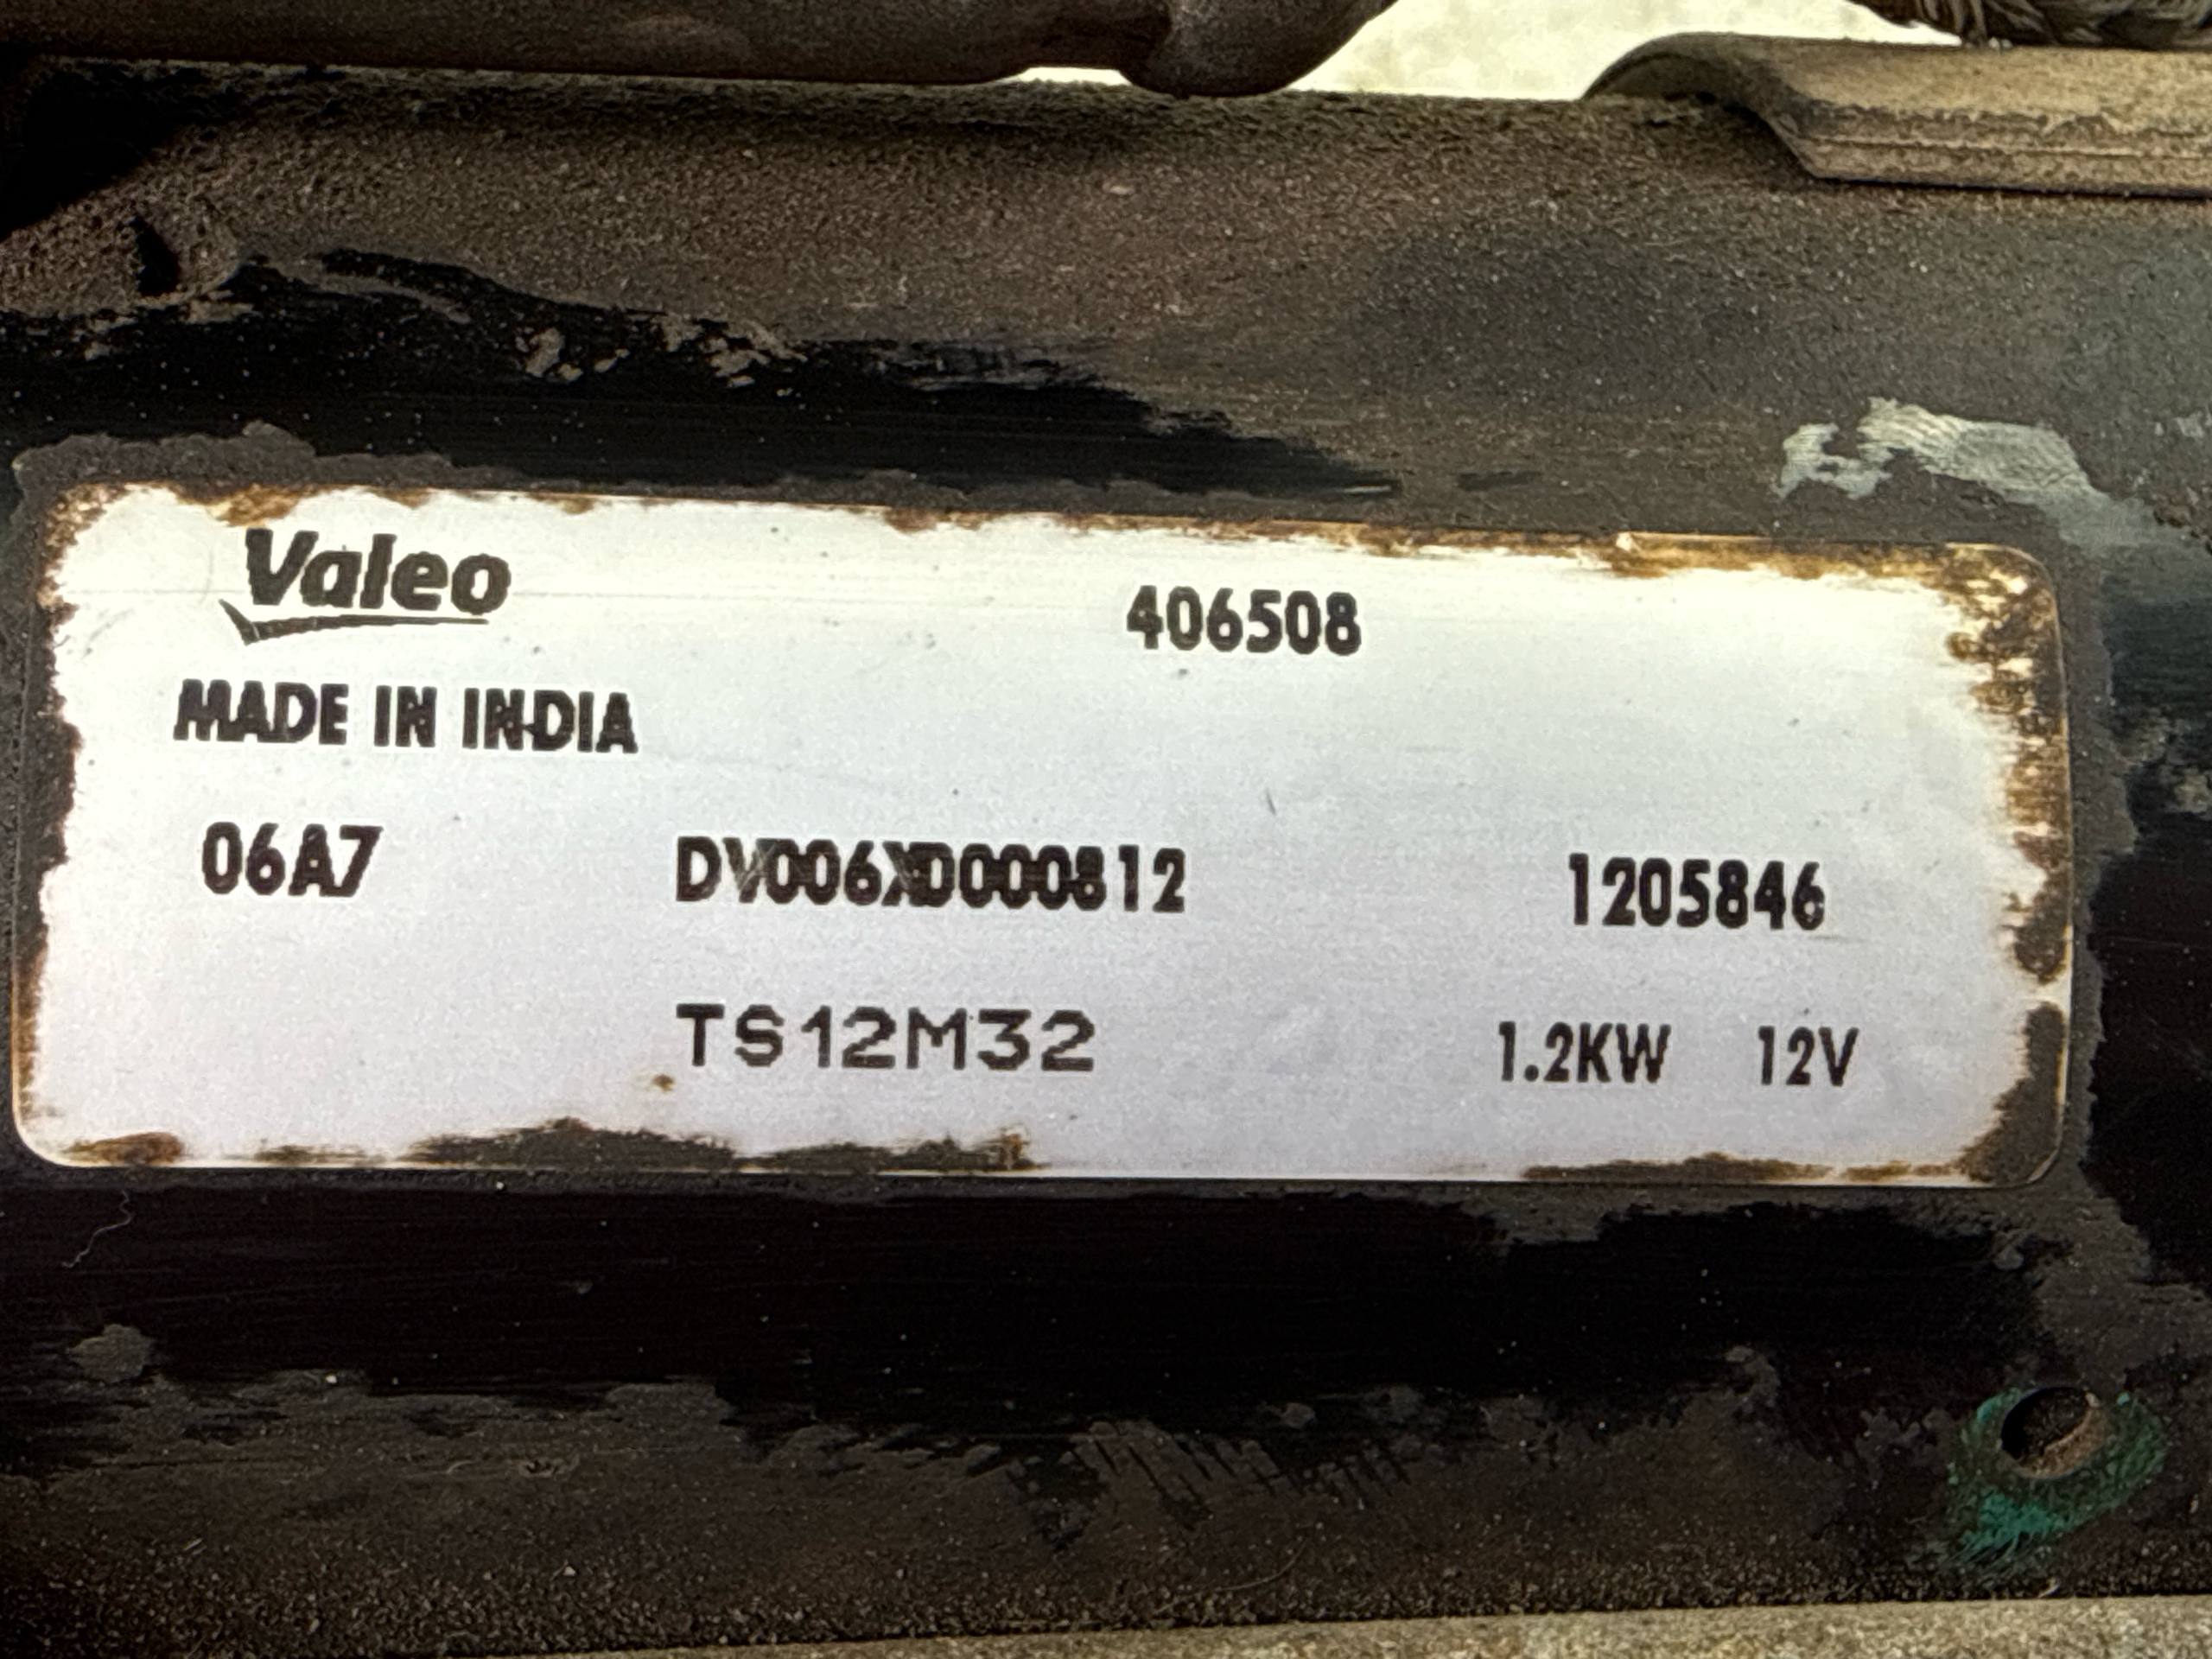 Valeo 406508
MADE IN INDIA
06A7 DV006XD000812 1205846
TS12M32 1.2KW 12V